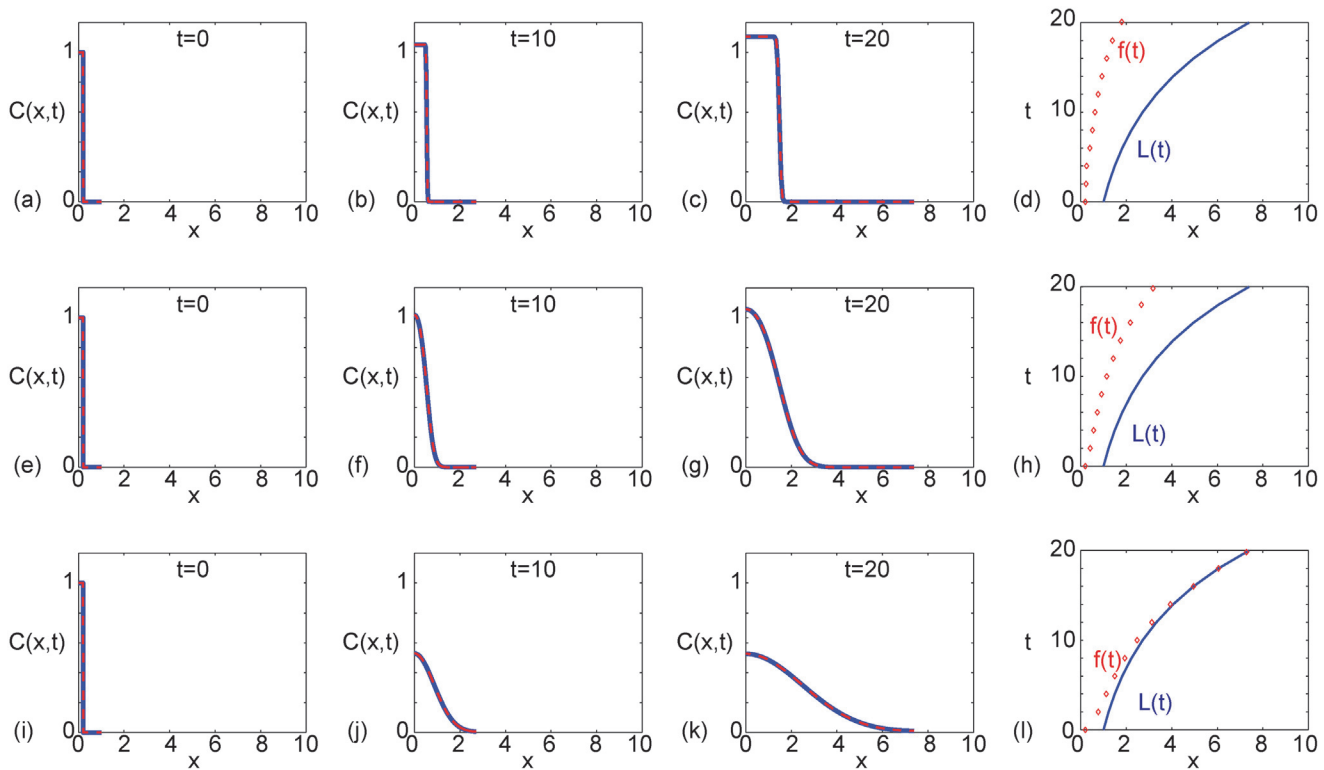 t=0
1
C(x,t)
0
(a)
0 2 4 6 8 10
x
t=10
1
C(x,t)
0
(b)
0 2 4 6 8 10
x
t=20
1
C(x,t)
0
(c)
0 2 4 6 8 10
x
20
f(t)
t
10
L(t)
0
(d)
0 2 4 6 8 10
x
t=0
1
C(x,t)
0
(e)
0 2 4 6 8 10
x
t=10
1
C(x,t)
0
(f)
0 2 4 6 8 10
x
t=20
1
C(x,t)
0
(g)
0 2 4 6 8 10
x
20
f(t)
t
10
L(t)
0
(h)
0 2 4 6 8 10
x
t=0
1
C(x,t)
0
(i)
0 2 4 6 8 10
x
t=10
1
C(x,t)
0
(j)
0 2 4 6 8 10
x
t=20
1
C(x,t)
0
(k)
0 2 4 6 8 10
x
20
t
10
f(t)
L(t)
0
(l)
0 2 4 6 8 10
x